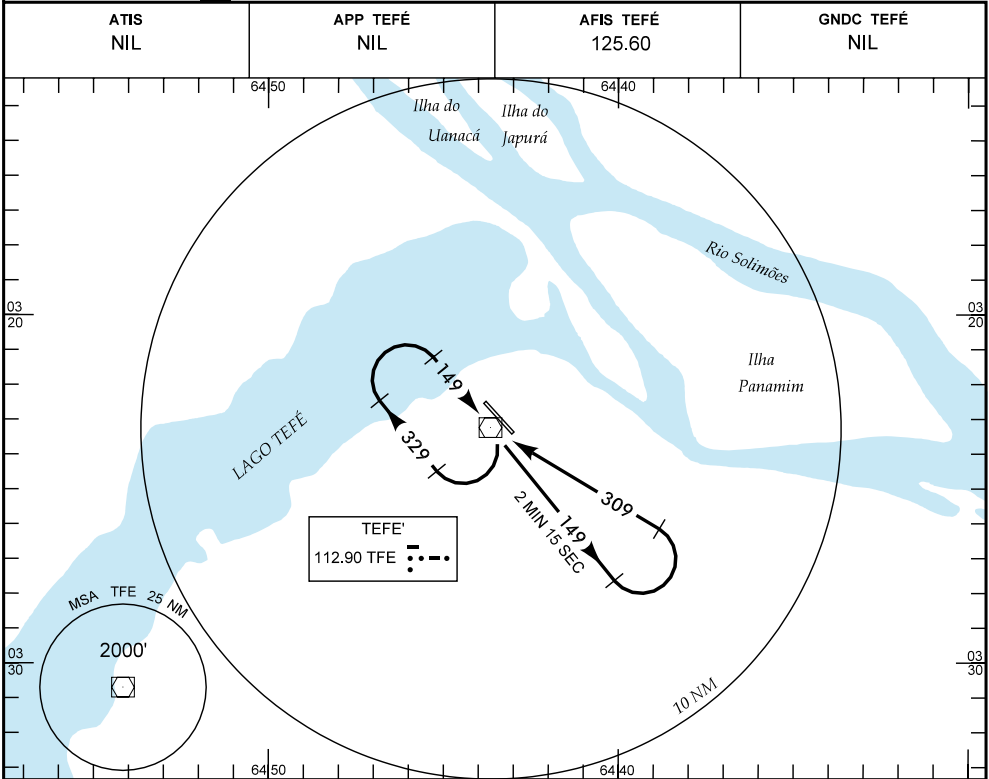 ATIS
NIL
APP TEFÉ
NIL
AFIS TEFÉ
125.60
GNDC TEFÉ
NIL
64 50
64 40
Ilha do
Uanacá
Ilha do
Japurá
Rio Solimões
03
20
03
20
Ilha
Panamim
149
329
LAGO TEFÉ
309
149
2 MIN 15 SEC
TEFE'
112.90 TFE
MSA TFE 25 NM
2000'
03
30
03
30
10 NM
64 50
64 40